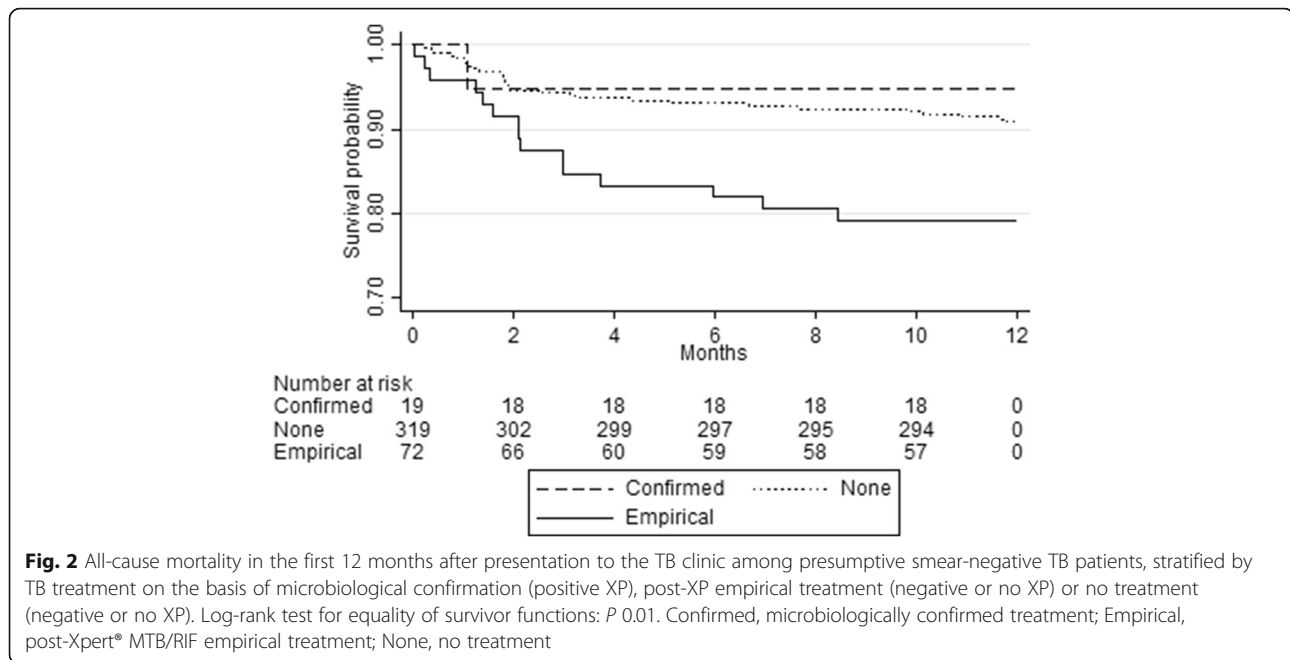 1.00
0.90
0.80
0.70
Survival probability
0 2 4 6 8 10 12
Months
Number at risk
Confirmed 19 18 18 18 18 18 0
None 319 302 299 297 295 294 0
Empirical 72 66 60 59 58 57 0
Confirmed None
Empirical
Fig. 2 All-cause mortality in the first 12 months after presentation to the TB clinic among presumptive smear-negative TB patients, stratified by
TB treatment on the basis of microbiological confirmation (positive XP), post-XP empirical treatment (negative or no XP) or no treatment
(negative or no XP). Log-rank test for equality of survivor functions: P 0.01. Confirmed, microbiologically confirmed treatment; Empirical,
post-Xpert® MTB/RIF empirical treatment; None, no treatment